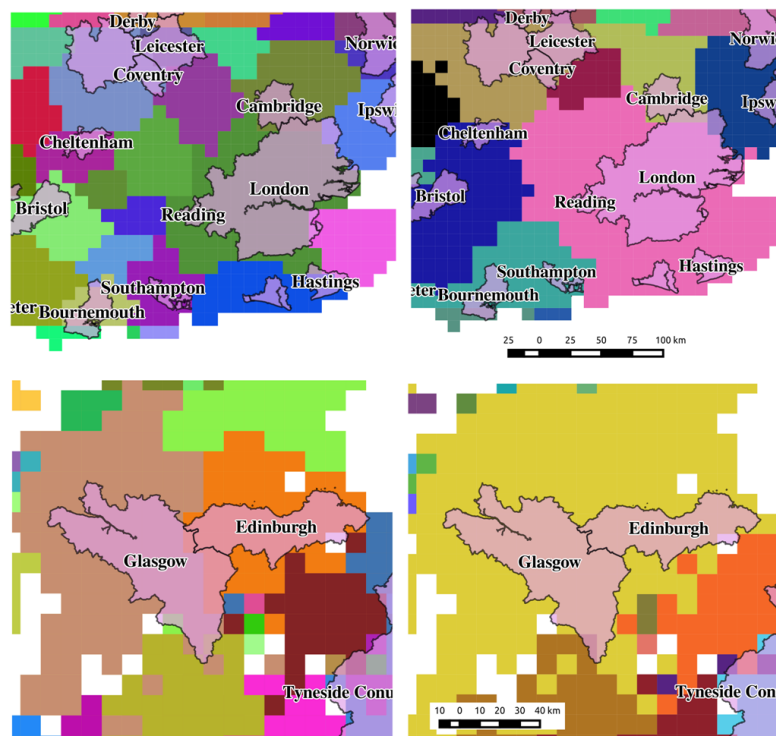 Derby
Leicester
Norwi
Coventry
Cambridge
Ipswi
Cheltenham
London
Bristol
Reading
Southampton
Hastings
eter
Bournemouth
Derby
Leicester
Norwi
Coventry
Cambridge
Ipswi
Cheltenham
London
Bristol
Reading
Southampton
Hastings
eter
Bournemouth
25 0 25 50 75 100 km
Edinburgh
Glasgow
Tyneside Conu
Edinburgh
Glasgow
Tyneside Con
10 0 10 20 30 40 km